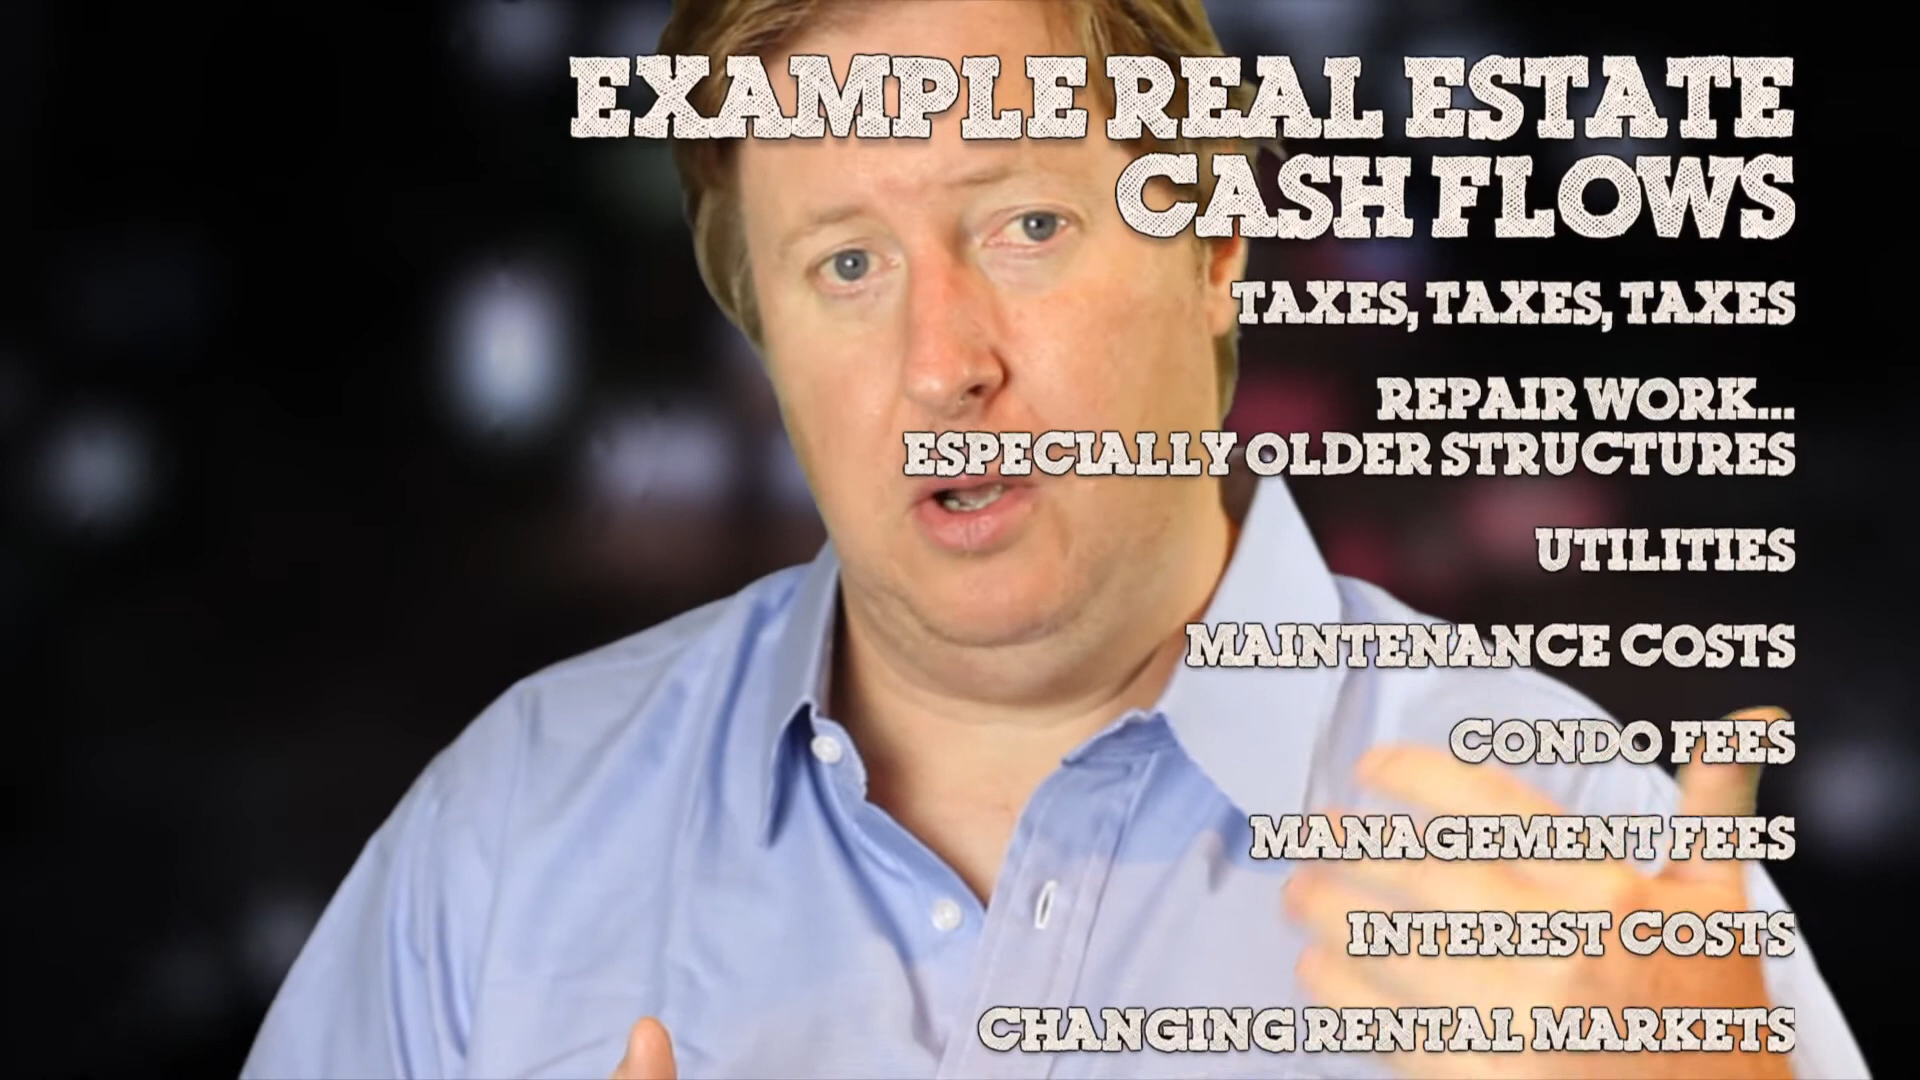 EXAMPLE REAL ESTATE
CASH FLOWS
TAXES, TAXES, TAXES
REPAIR WORK...
ESPECIALLY OLDER STRUCTURES
UTILITIES
MAINTENANCE COSTS
CONDO FEES
MANAGEMENT FEES
INTEREST COSTS
CHANGING RENTAL MARKETS